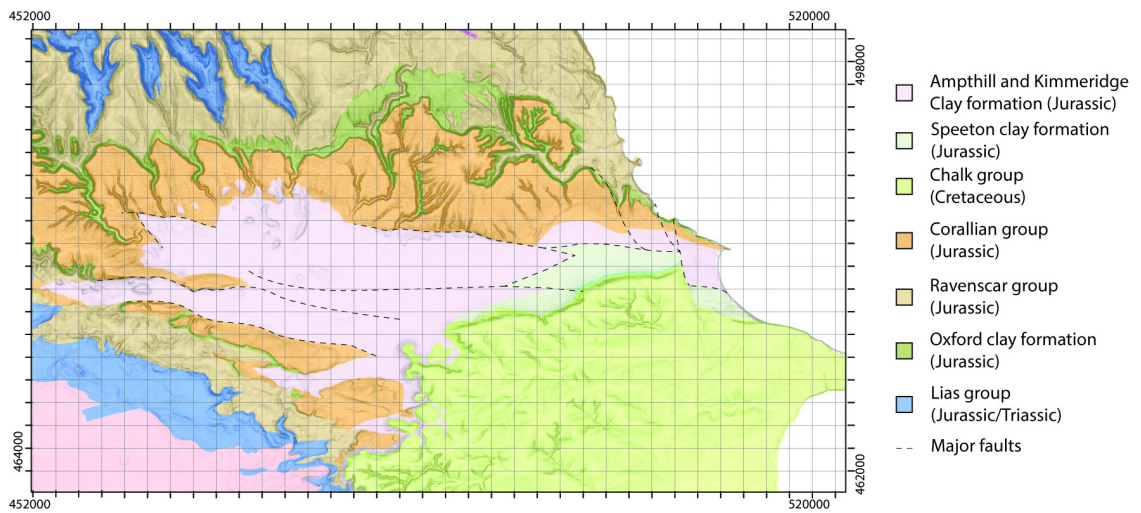 452000
520000
498000
Ampthill and Kimmeridge
Clay formation (Jurassic)
Speeton clay formation
(Jurassic)
Chalk group
(Cretaceous)
Corallian group
(Jurassic)
Ravenscar group
(Jurassic)
Oxford clay formation
(Jurassic)
Lias group
(Jurassic/Triassic)
Major faults
464000
462000
452000
520000